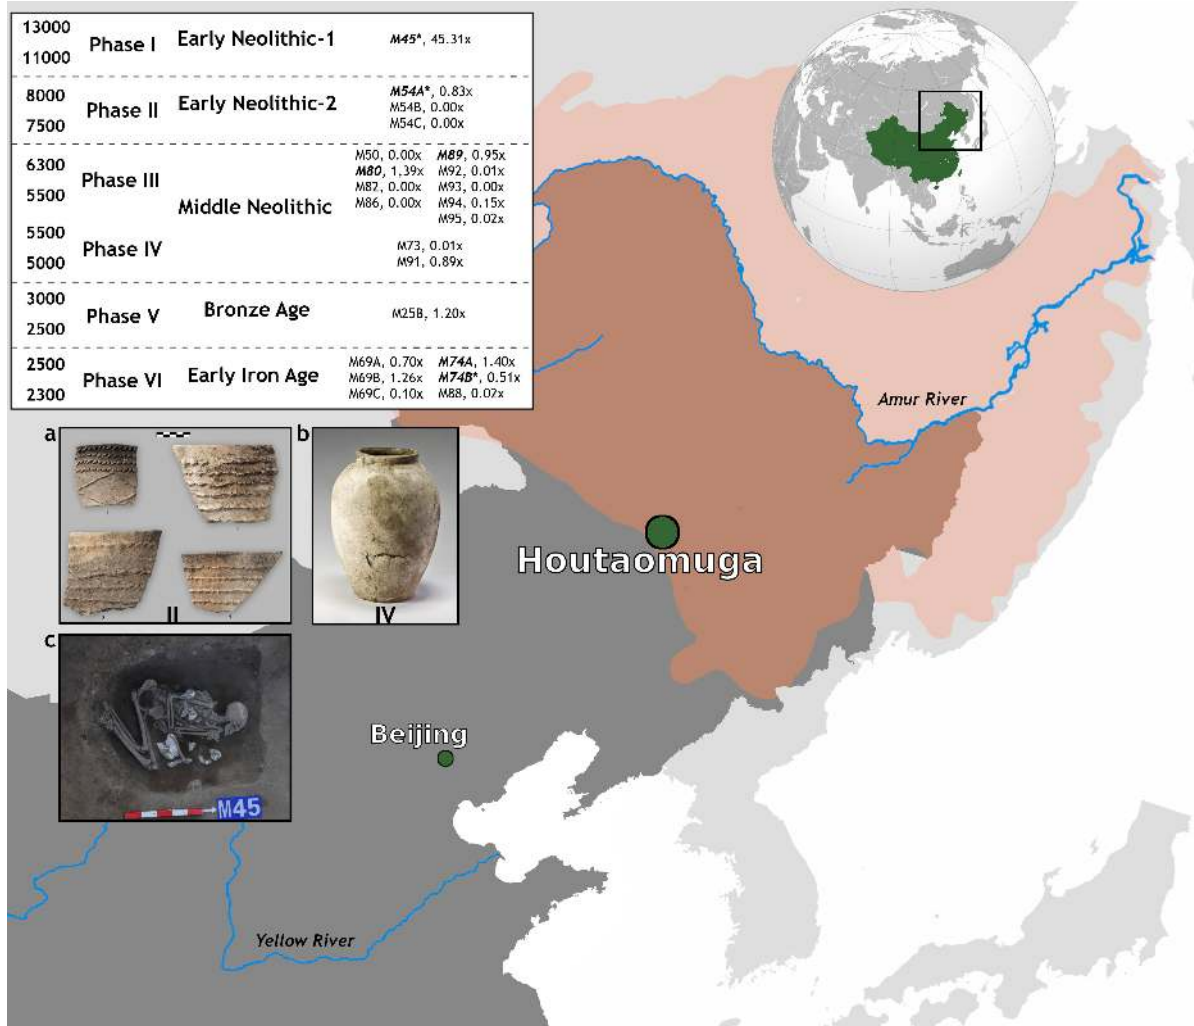 13000
11000
Phase I
Early Neolithic-1
M45*, 45.31x
8000
7500
Phase II
Early Neolithic-2
M54A*, 0.83x
M54B, 0.00x
M54C, 0.00x
6300
5500
Phase III
Middle Neolithic
M50, 0.00x M89, 0.95x
M80, 1.39x M92, 0.01x
M82, 0.00x M93, 0.00x
M86, 0.00x M94, 0.15x
M95, 0.02x
5500
5000
Phase IV
M73, 0.01x
M91, 0.89x
3000
2500
Phase V
Bronze Age
M25B, 1.20x
2500
2300
Phase VI
Early Iron Age
M69A, 0.70x M74A, 1.40x
M69B, 1.26x M74B*, 0.51x
M69C, 0.10x M88, 0.02x
Amur River
a
II
b
IV
Houtaomuga
c
M45
Beijing
Yellow River